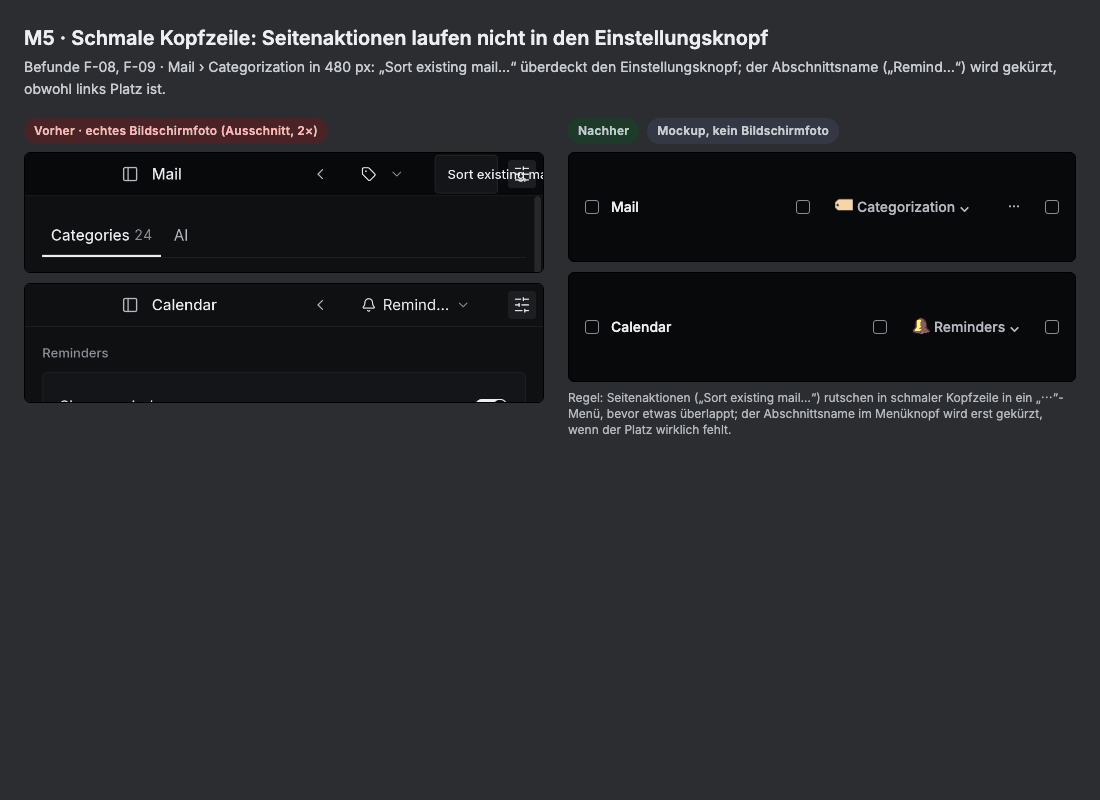 M5 · Schmale Kopfzeile: Seitenaktionen laufen nicht in den Einstellungsknopf
Befunde F-08, F-09 · Mail › Categorization in 480 px: „Sort existing mail…“ überdeckt den Einstellungsknopf; der Abschnittsname („Remind…“) wird gekürzt,
obwohl links Platz ist.
Vorher · echtes Bildschirmfoto (Ausschnitt, 2×)
Mail
Sort existing ma
Categories 24 AI
Calendar
Remind...
Reminders
Nachher
Mockup, kein Bildschirmfoto
Mail
Categorization
···
Calendar
Reminders
Regel: Seitenaktionen („Sort existing mail…“) rutschen in schmaler Kopfzeile in ein „···“-
Menü, bevor etwas überlappt; der Abschnittsname im Menüknopf wird erst gekürzt,
wenn der Platz wirklich fehlt.